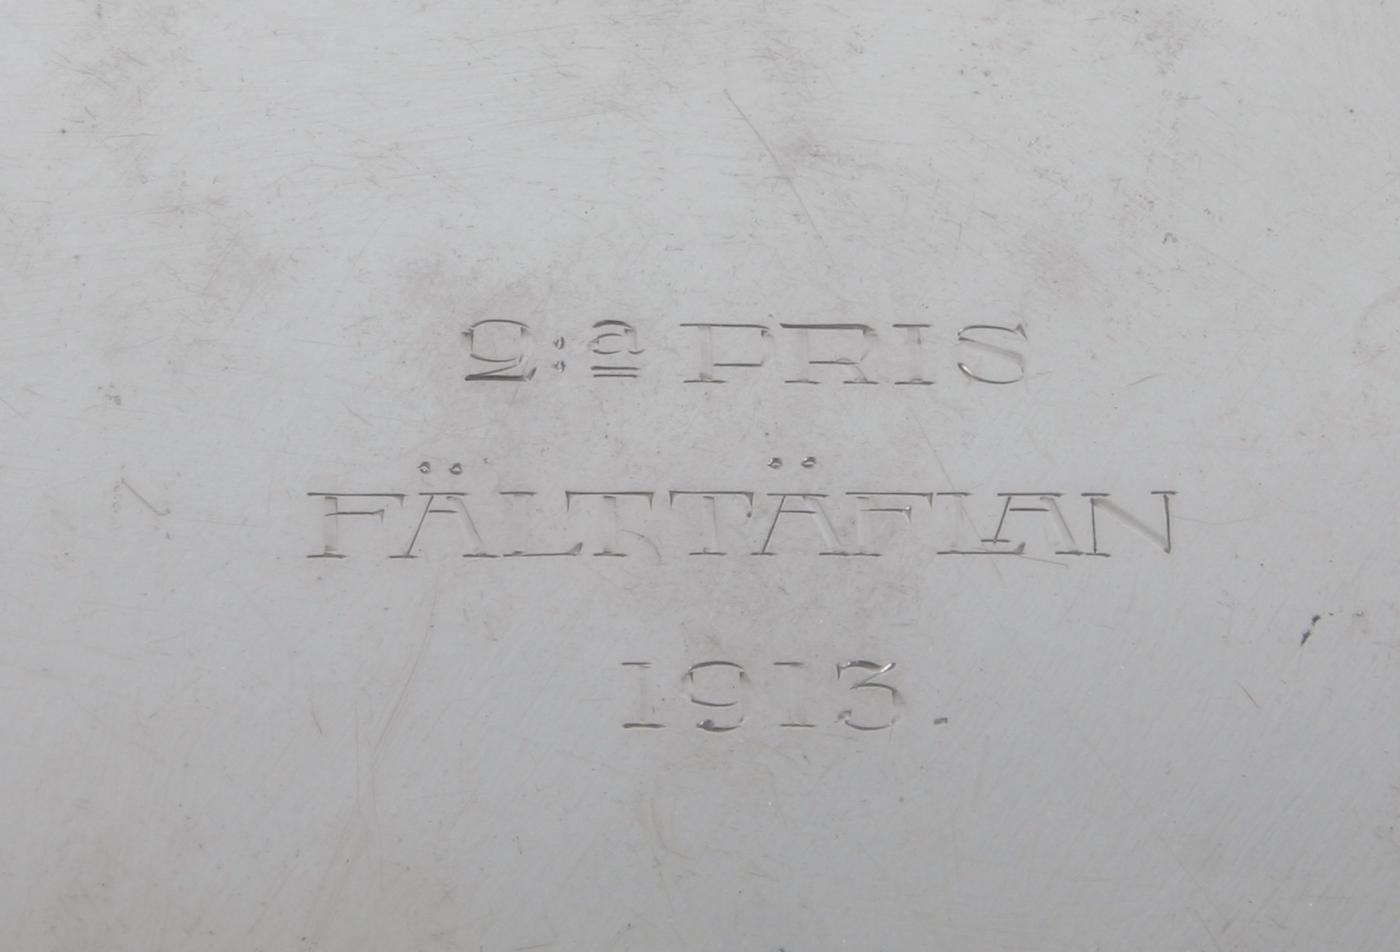 2:a PRIS
FÄLTTÄFLAN
1913.